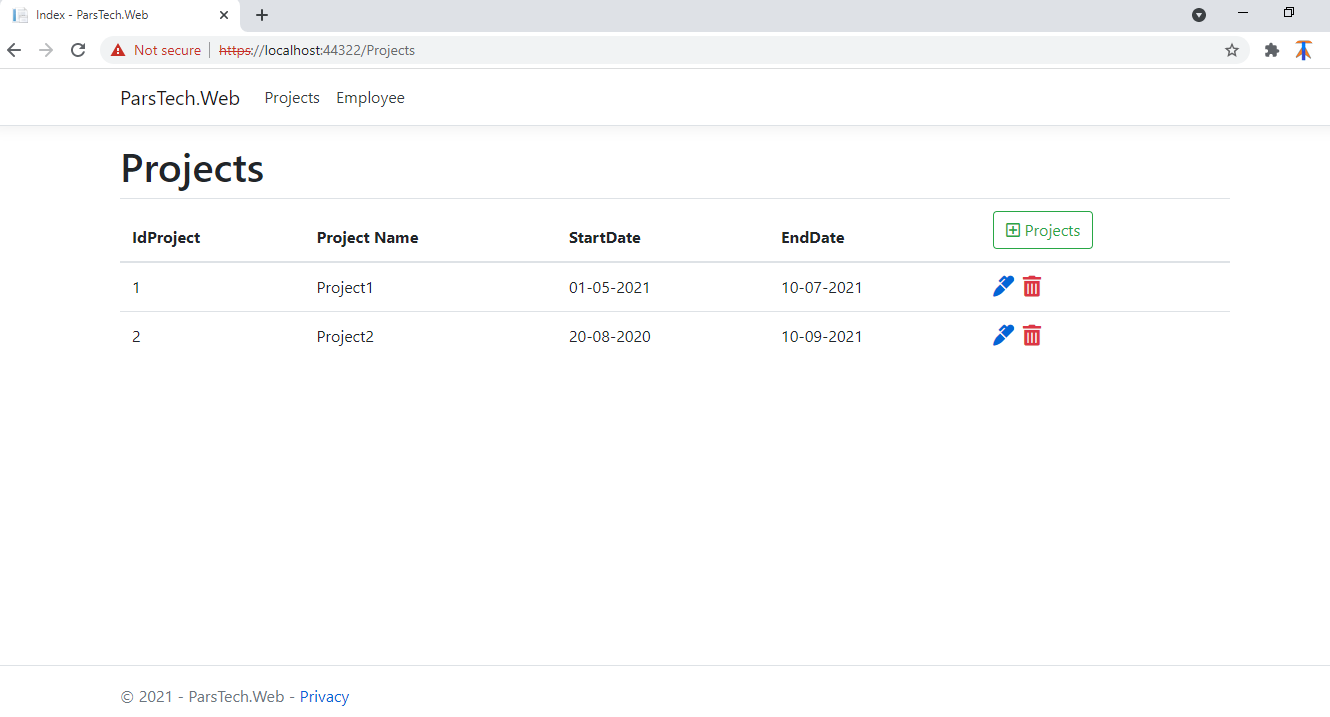 Index - ParsTech.Web
Not secure | https://localhost:44322/Projects
ParsTech.Web Projects Employee
Projects
IdProject Project Name StartDate EndDate Projects
1 Project1 01-05-2021 10-07-2021
2 Project2 20-08-2020 10-09-2021
© 2021 - ParsTech.Web - Privacy